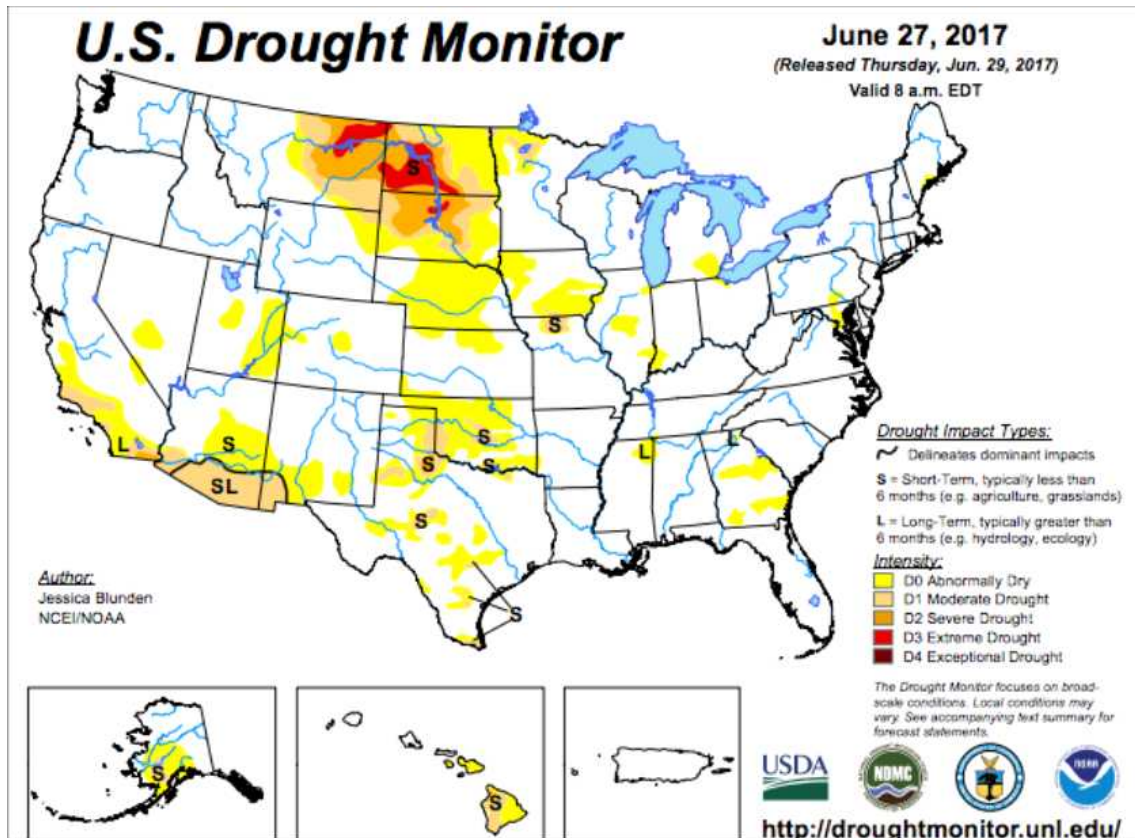 U.S. Drought Monitor
June 27, 2017
(Released Thursday, Jun. 29, 2017)
Valid 8 a.m. EDT
S
S
L
S
SL
S
S
S
S
S
L
L
Author:
Jessica Blunden
NCEI/NOAA
Drought Impact Types:
Delineates dominant impacts
S = Short-Term, typically less than
6 months (e.g. agriculture, grasslands)
L = Long-Term, typically greater than
6 months (e.g. hydrology, ecology)
Intensity:
D0 Abnormally Dry
D1 Moderate Drought
D2 Severe Drought
D3 Extreme Drought
D4 Exceptional Drought
The Drought Monitor focuses on broad-
scale conditions. Local conditions may
vary. See accompanying text summary for
forecast statements.
S
S
USDA
NDMC
NOAA
http://droughtmonitor.unl.edu/